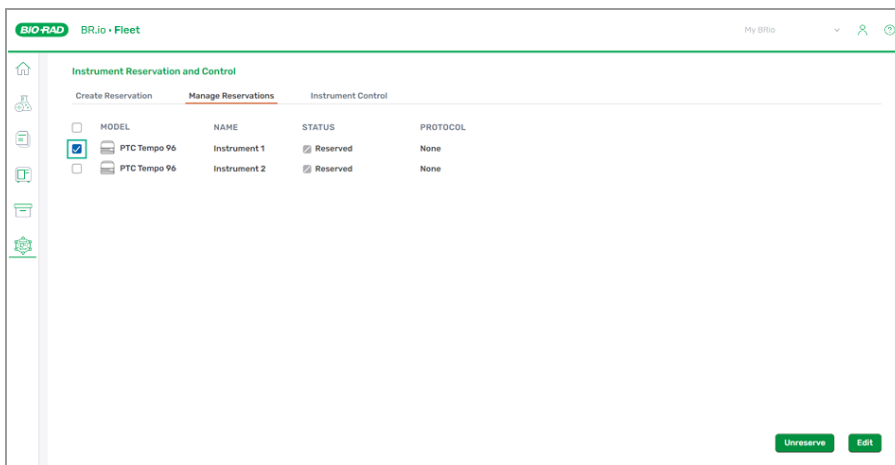 BIO-RAD BR.io • Fleet My BRio
Instrument Reservation and Control
Create Reservation Manage Reservations Instrument Control
MODEL NAME STATUS PROTOCOL
PTC Tempo 96 Instrument 1 Reserved None
PTC Tempo 96 Instrument 2 Reserved None
Unreserve Edit